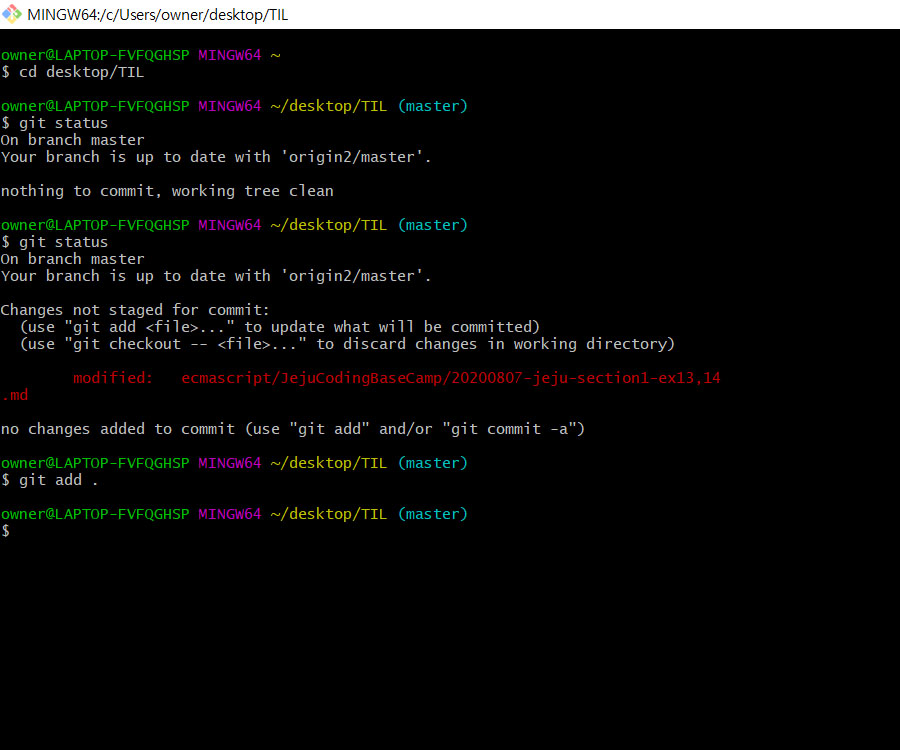 MINGW64:/c/Users/owner/desktop/TIL
owner@LAPTOP-FVFQGHSP MINGW64 ~
$ cd desktop/TIL
owner@LAPTOP-FVFQGHSP MINGW64 ~/desktop/TIL (master)
$ git status
On branch master
Your branch is up to date with 'origin2/master'.
nothing to commit, working tree clean
owner@LAPTOP-FVFQGHSP MINGW64 ~/desktop/TIL (master)
$ git status
On branch master
Your branch is up to date with 'origin2/master'.
Changes not staged for commit:
  (use "git add <file>..." to update what will be committed)
  (use "git checkout -- <file>..." to discard changes in working directory)
        modified:   ecmascript/JejuCodingBaseCamp/20200807-jeju-section1-ex13,14
.md
no changes added to commit (use "git add" and/or "git commit -a")
owner@LAPTOP-FVFQGHSP MINGW64 ~/desktop/TIL (master)
$ git add .
owner@LAPTOP-FVFQGHSP MINGW64 ~/desktop/TIL (master)
$